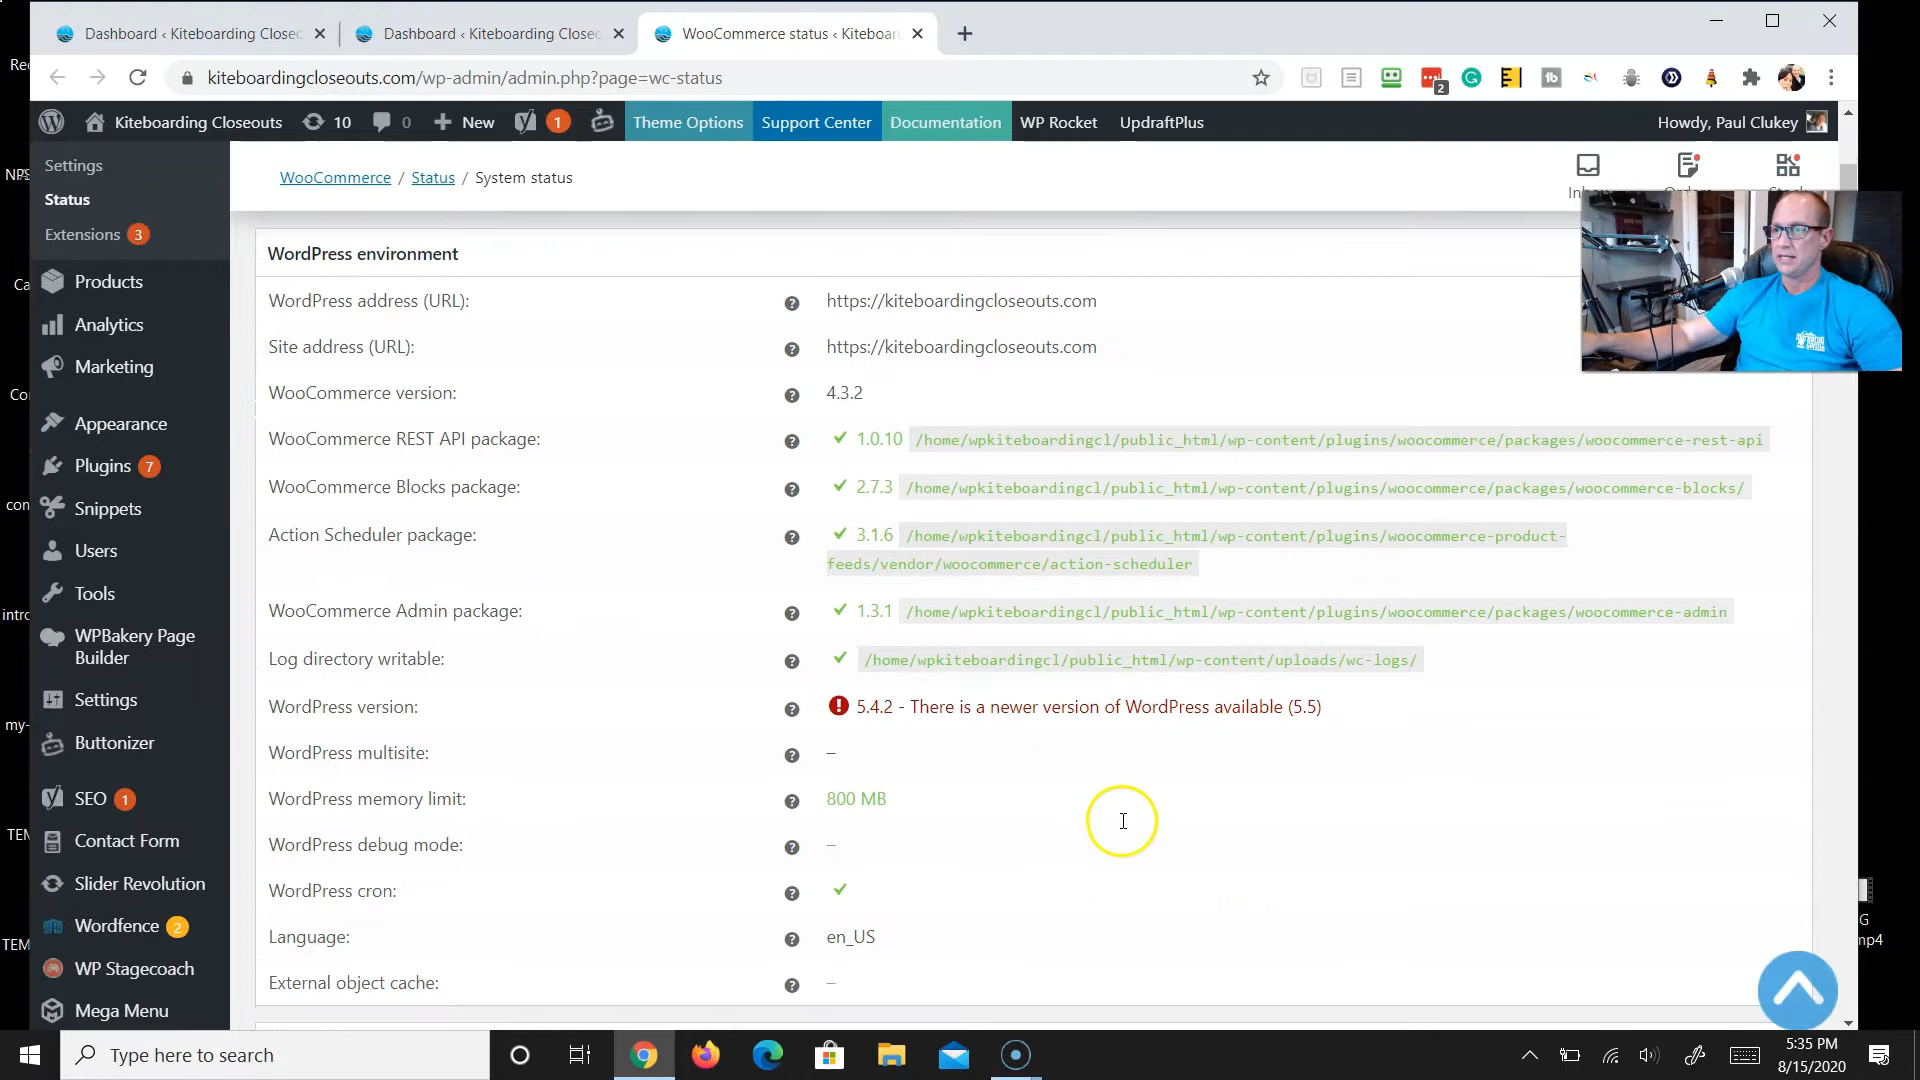 Dashboard ‹ Kiteboarding Closec
Dashboard ‹ Kiteboarding Closec
WooCommerce status ‹ Kiteboar
kiteboardingcloseouts.com/wp-admin/admin.php?page=wc-status
2
Kiteboarding Closeouts
10
0
New
1
Theme Options
Support Center
Documentation
WP Rocket
UpdraftPlus
Howdy, Paul Clukey
Settings
Status
Extensions 3
Products
Analytics
Marketing
Appearance
Plugins 7
Snippets
Users
Tools
WPBakery Page
Builder
Settings
Buttonizer
SEO 1
Contact Form
Slider Revolution
Wordfence 2
WP Stagecoach
Mega Menu
WooCommerce / Status / System status
WordPress environment
WordPress address (URL): https://kiteboardingcloseouts.com
Site address (URL): https://kiteboardingcloseouts.com
WooCommerce version: 4.3.2
WooCommerce REST API package: 1.0.10 /home/wpkiteboardingcl/public_html/wp-content/plugins/woocommerce/packages/woocommerce-rest-api
WooCommerce Blocks package: 2.7.3 /home/wpkiteboardingcl/public_html/wp-content/plugins/woocommerce/packages/woocommerce-blocks/
Action Scheduler package: 3.1.6 /home/wpkiteboardingcl/public_html/wp-content/plugins/woocommerce-product-
feeds/vendor/woocommerce/action-scheduler
WooCommerce Admin package: 1.3.1 /home/wpkiteboardingcl/public_html/wp-content/plugins/woocommerce/packages/woocommerce-admin
Log directory writable: /home/wpkiteboardingcl/public_html/wp-content/uploads/wc-logs/
WordPress version: 5.4.2 - There is a newer version of WordPress available (5.5)
WordPress multisite: –
WordPress memory limit: 800 MB
WordPress debug mode: –
WordPress cron:
Language: en_US
External object cache: –
Type here to search
5:35 PM
8/15/2020